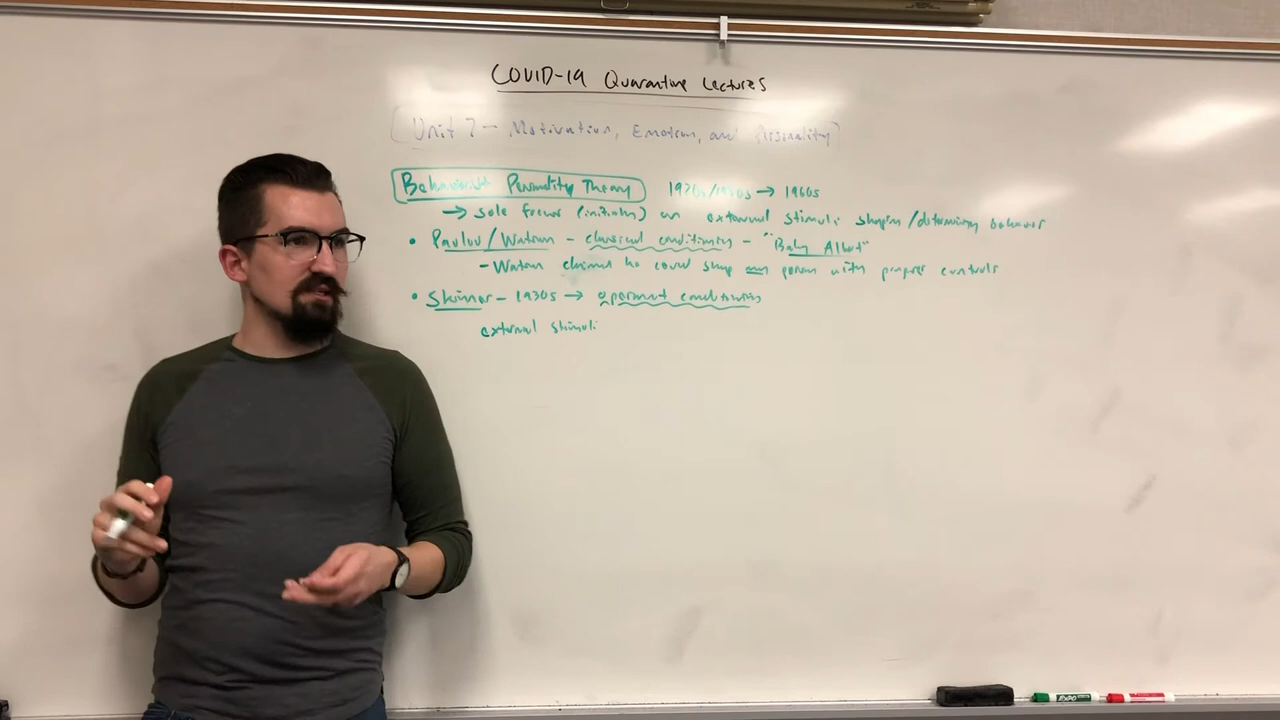 COVID-19 Quarantine Lectures
Unit 7 - Motivation, Emotion, and Personality
Behaviorist Personality Theory 1920s/1930s → 1960s
→ sole focus (initially) on external stimuli shaping/determining behavior
• Pavlov/Watson - classical conditioning - "Baby Albert"
- Watson claimed he could shape any person with proper controls
• Skinner - 1930s → operant conditioning
external stimuli
EXPO